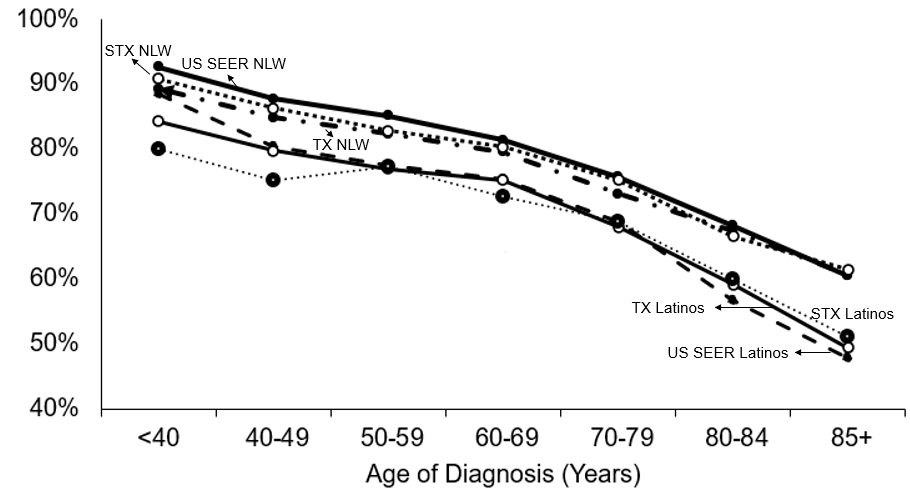 100%
STX NLW
US SEER NLW
90%
80%
TX NLW
70%
60%
TX Latinos
STX Latinos
50%
US SEER Latinos
40%
<40 40-49 50-59 60-69 70-79 80-84 85+
Age of Diagnosis (Years)